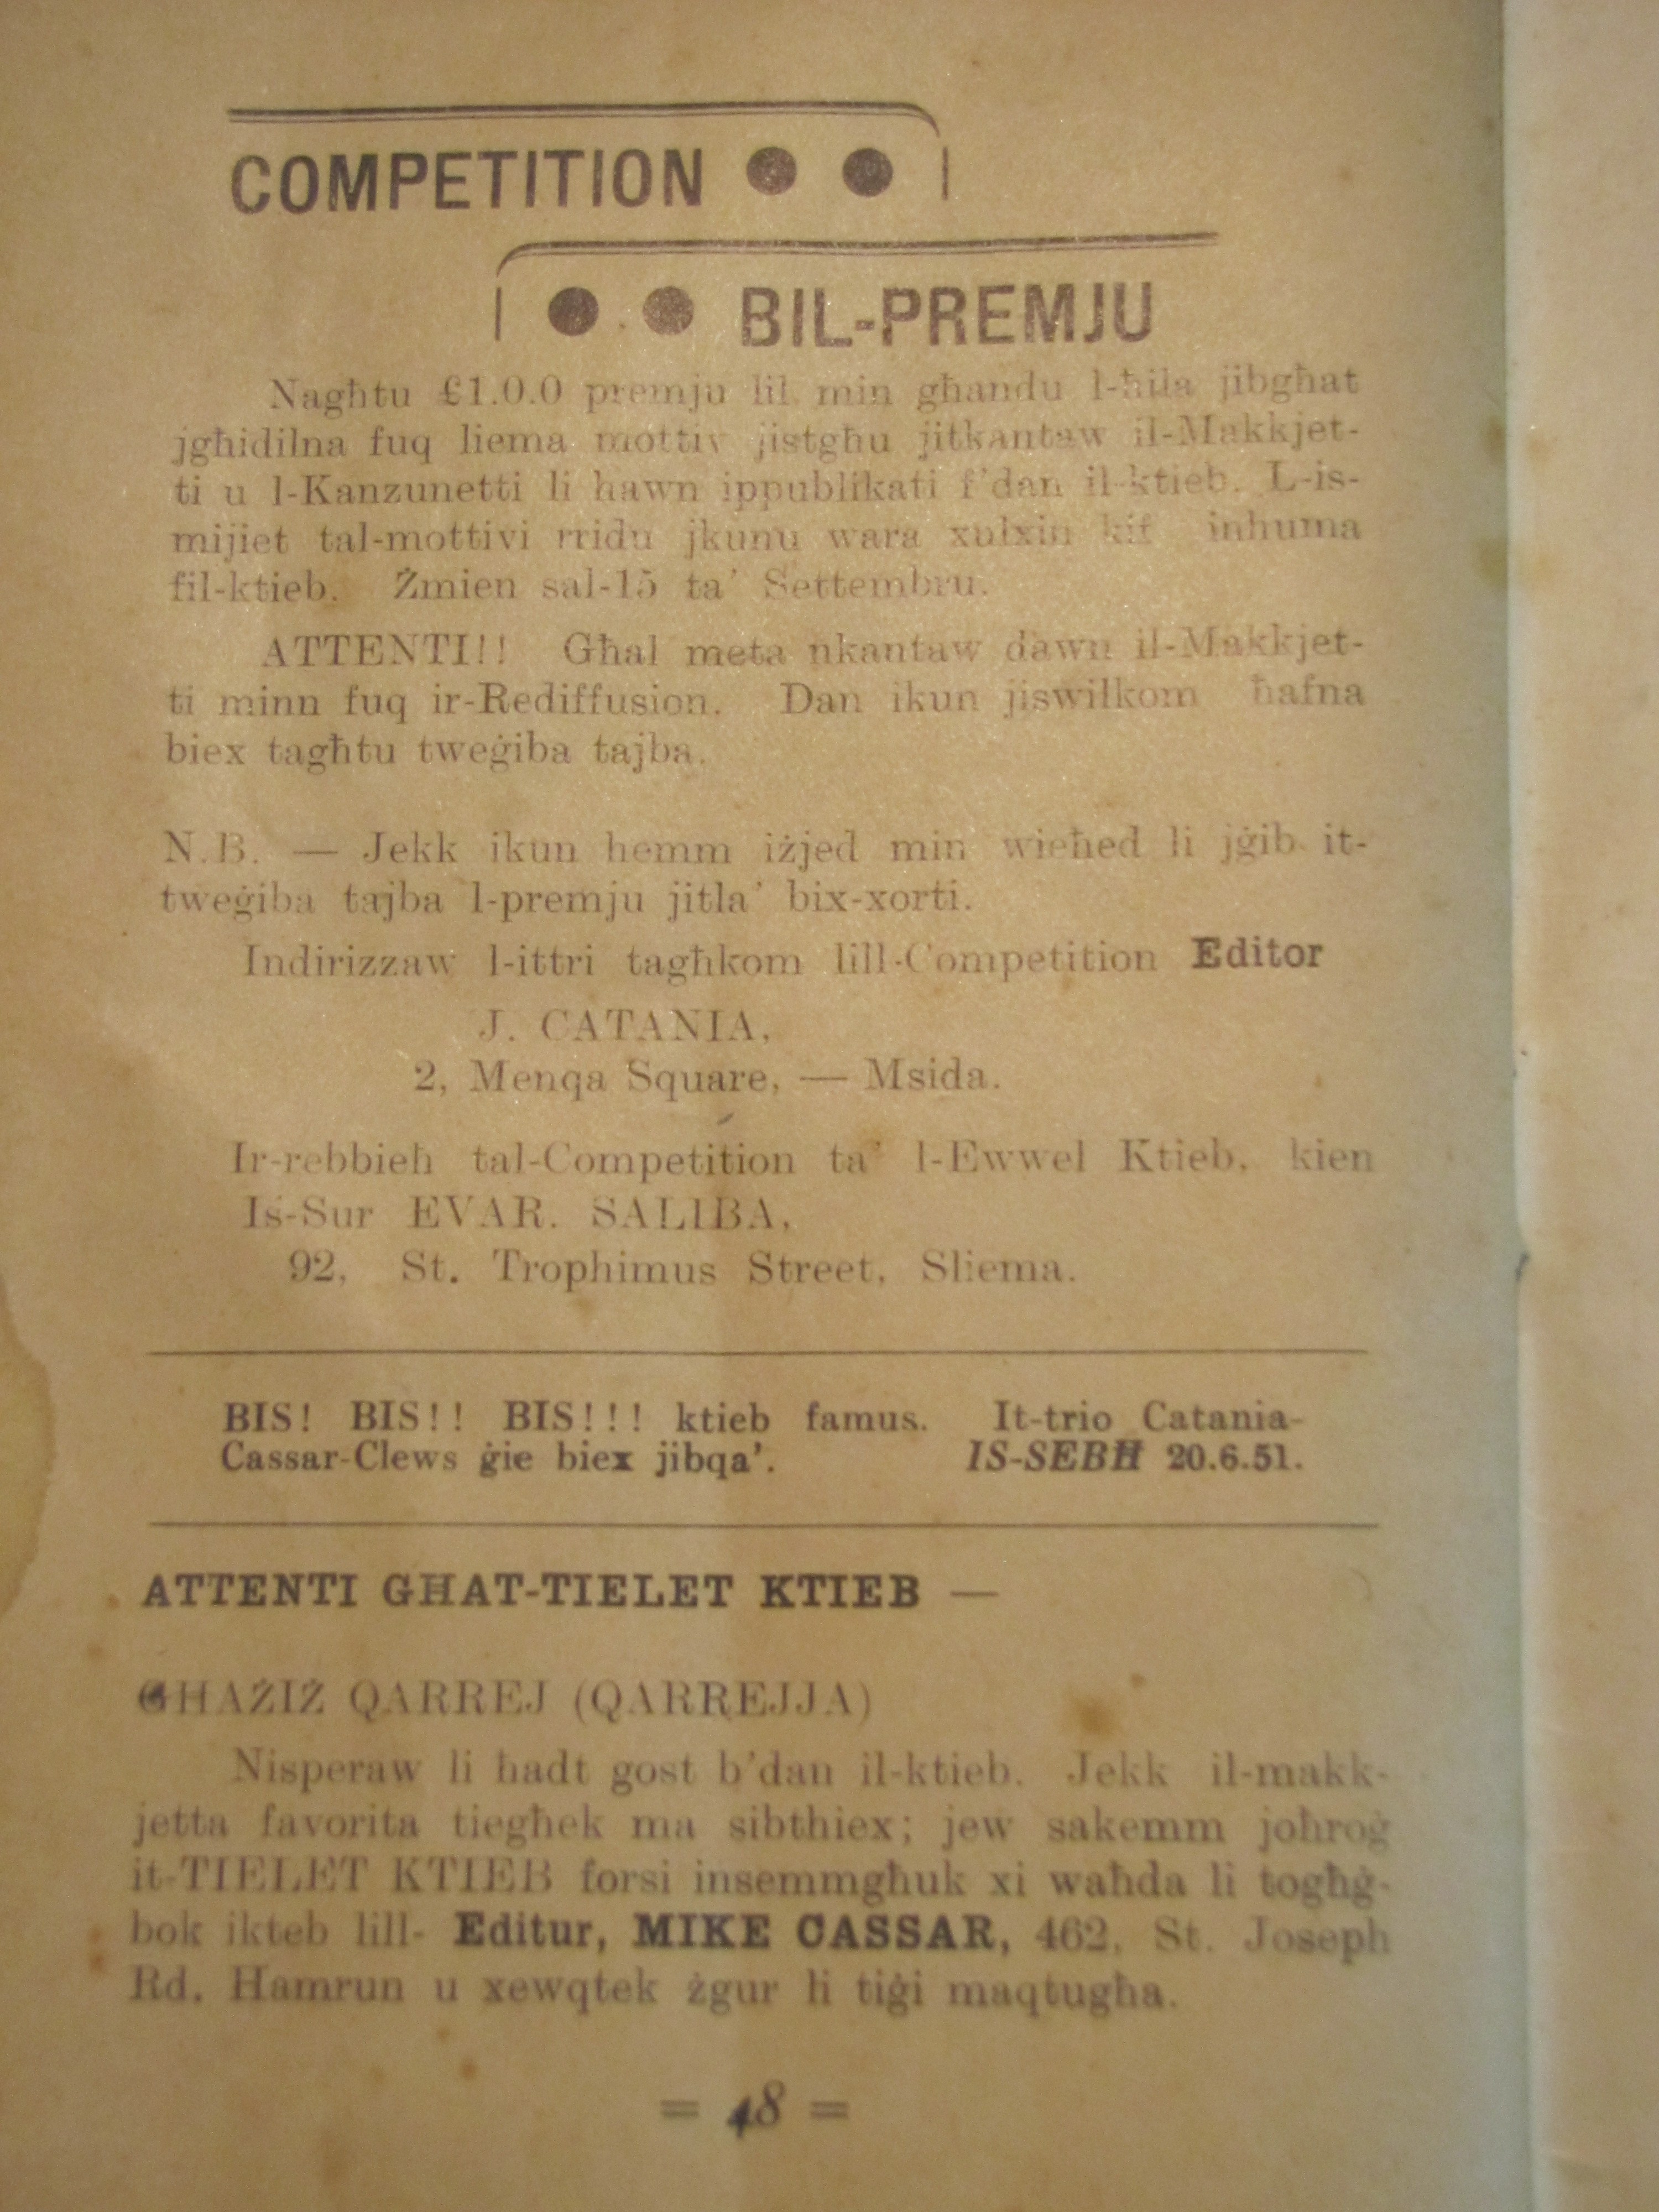 COMPETITION
BIL-PREMJU
Nagħtu £1.0.0 premju lil min għandu l-ħila jibgħat
jgħidilna fuq liema mottiv jistgħu jitkantaw il-Makkjet-
ti u l-Kanzunetti li hawn ippublikati f'dan il-ktieb. L-is-
mijiet tal-mottivi rridu jkunu wara xulxin kif inhuma
fil-ktieb. Żmien sal-15 ta' Settembru.
ATTENTI!! Għal meta nkantaw dawn il-Makkjet-
ti minn fuq ir-Rediffusion. Dan ikun jiswilkom ħafna
biex tagħtu tweġiba tajba.
N.B. — Jekk ikun hemm iżjed min wieħed li jġib it-
tweġiba tajba l-premju jitla' bix-xorti.
Indirizzaw l-ittri tagħkom lill-Competition Editor
J. CATANIA,
2, Menqa Square, — Msida.
Ir-rebbieħ tal-Competition ta' l-Ewwel Ktieb, kien
Is-Sur EVAR. SALIBA,
92, St. Trophimus Street, Sliema.
BIS! BIS!! BIS!!! ktieb famus. It-trio Catania-
Cassar-Clews ġie biex jibqa'. IS-SEBĦ 20.6.51.
ATTENTI GĦAT-TIELET KTIEB —
GĦAŻIŻ QARREJ (QARREJJA)
Nisperaw li ħadt gost b'dan il-ktieb. Jekk il-makk-
jetta favorita tiegħek ma sibthiex; jew sakemm joħroġ
it-TIELET KTIEB forsi insemmgħuk xi waħda li togħġ-
bok ikteb lill- Editur, MIKE CASSAR, 462, St. Joseph
Rd. Hamrun u xewqtek żgur li tiġi maqtugħa.
= 48 =